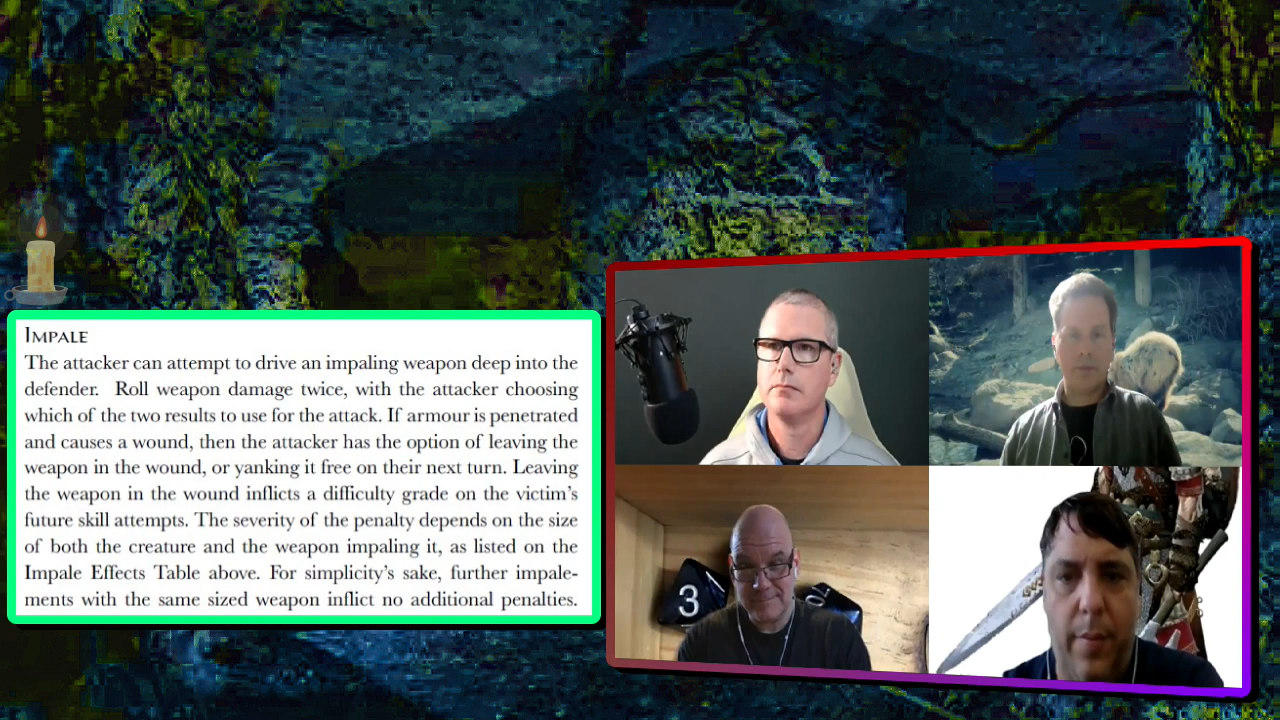 Impale
The attacker can attempt to drive an impaling weapon deep into the
defender. Roll weapon damage twice, with the attacker choosing
which of the two results to use for the attack. If armour is penetrated
and causes a wound, then the attacker has the option of leaving the
weapon in the wound, or yanking it free on their next turn. Leaving
the weapon in the wound inflicts a difficulty grade on the victim's
future skill attempts. The severity of the penalty depends on the size
of both the creature and the weapon impaling it, as listed on the
Impale Effects Table above. For simplicity's sake, further impale-
ments with the same sized weapon inflict no additional penalties.
3